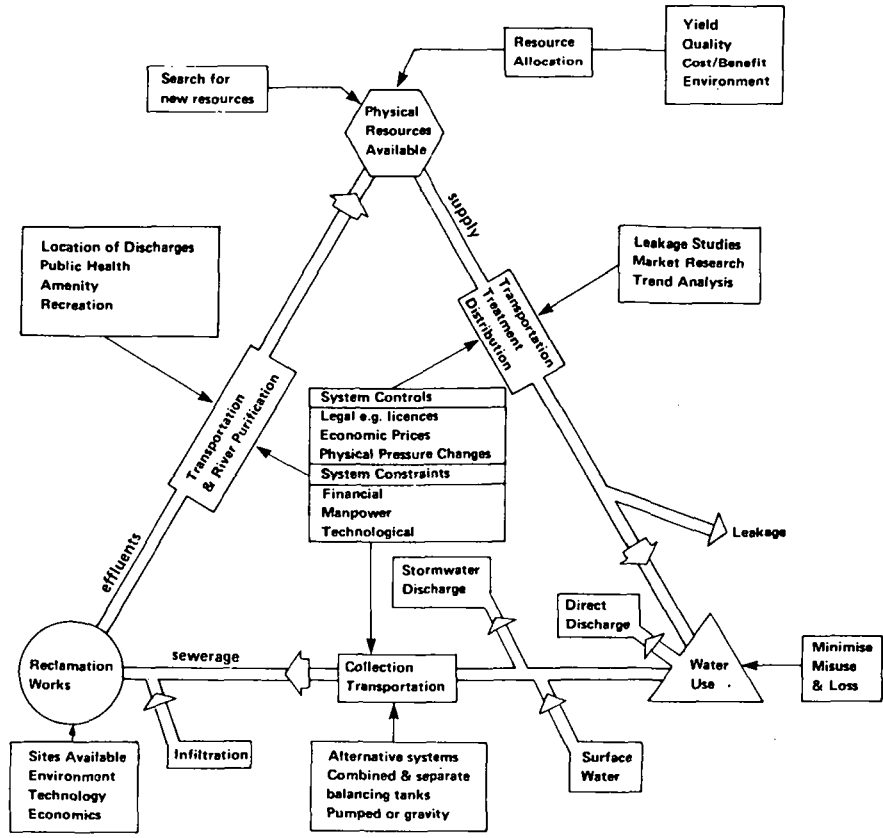 Yield
Quality
Cost/Benefit
Environment
Resource
Allocation
Search for
new resources
Physical
Resources
Available
supply
Location of Discharges
Public Health
Amenity
Recreation
Leakage Studies
Market Research
Trend Analysis
Transportation
Treatment
Distribution
Transportation
& River Purification
System Controls
Legal e.g. licences
Economic Prices
Physical Pressure Changes
System Constraints
Financial
Manpower
Technological
Leakage
effluents
Stormwater
Discharge
Direct
Discharge
Reclamation
Works
sewerage
Collection
Transportation
Water
Use
Minimise
Misuse
& Loss
Sites Available
Environment
Technology
Economics
Infiltration
Alternative systems
Combined & separate
balancing tanks
Pumped or gravity
Surface
Water